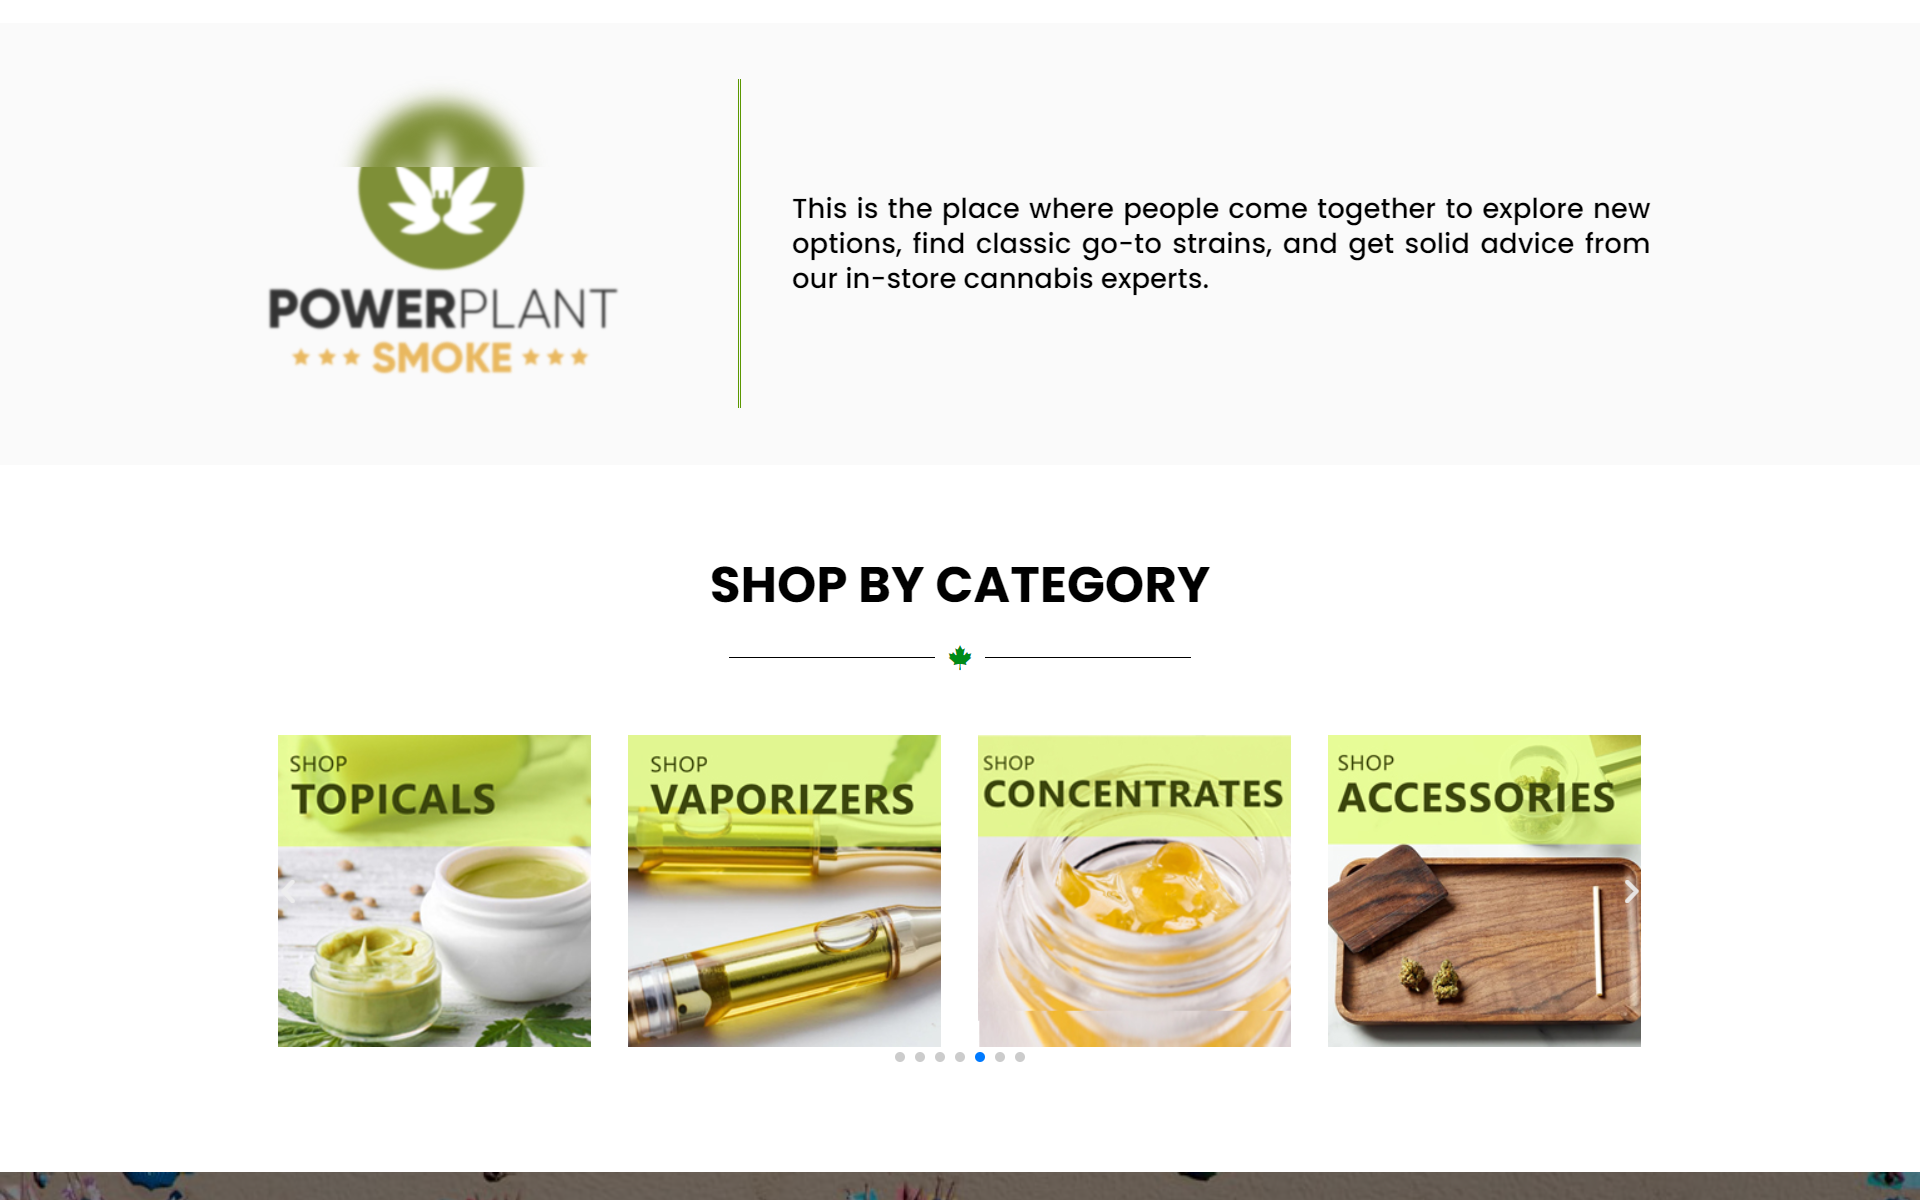 POWERPLANT
SMOKE
This is the place where people come together to explore new
options, find classic go-to strains, and get solid advice from
our in-store cannabis experts.
SHOP BY CATEGORY
SHOP
TOPICALS
SHOP
VAPORIZERS
SHOP
CONCENTRATES
SHOP
ACCESSORIES